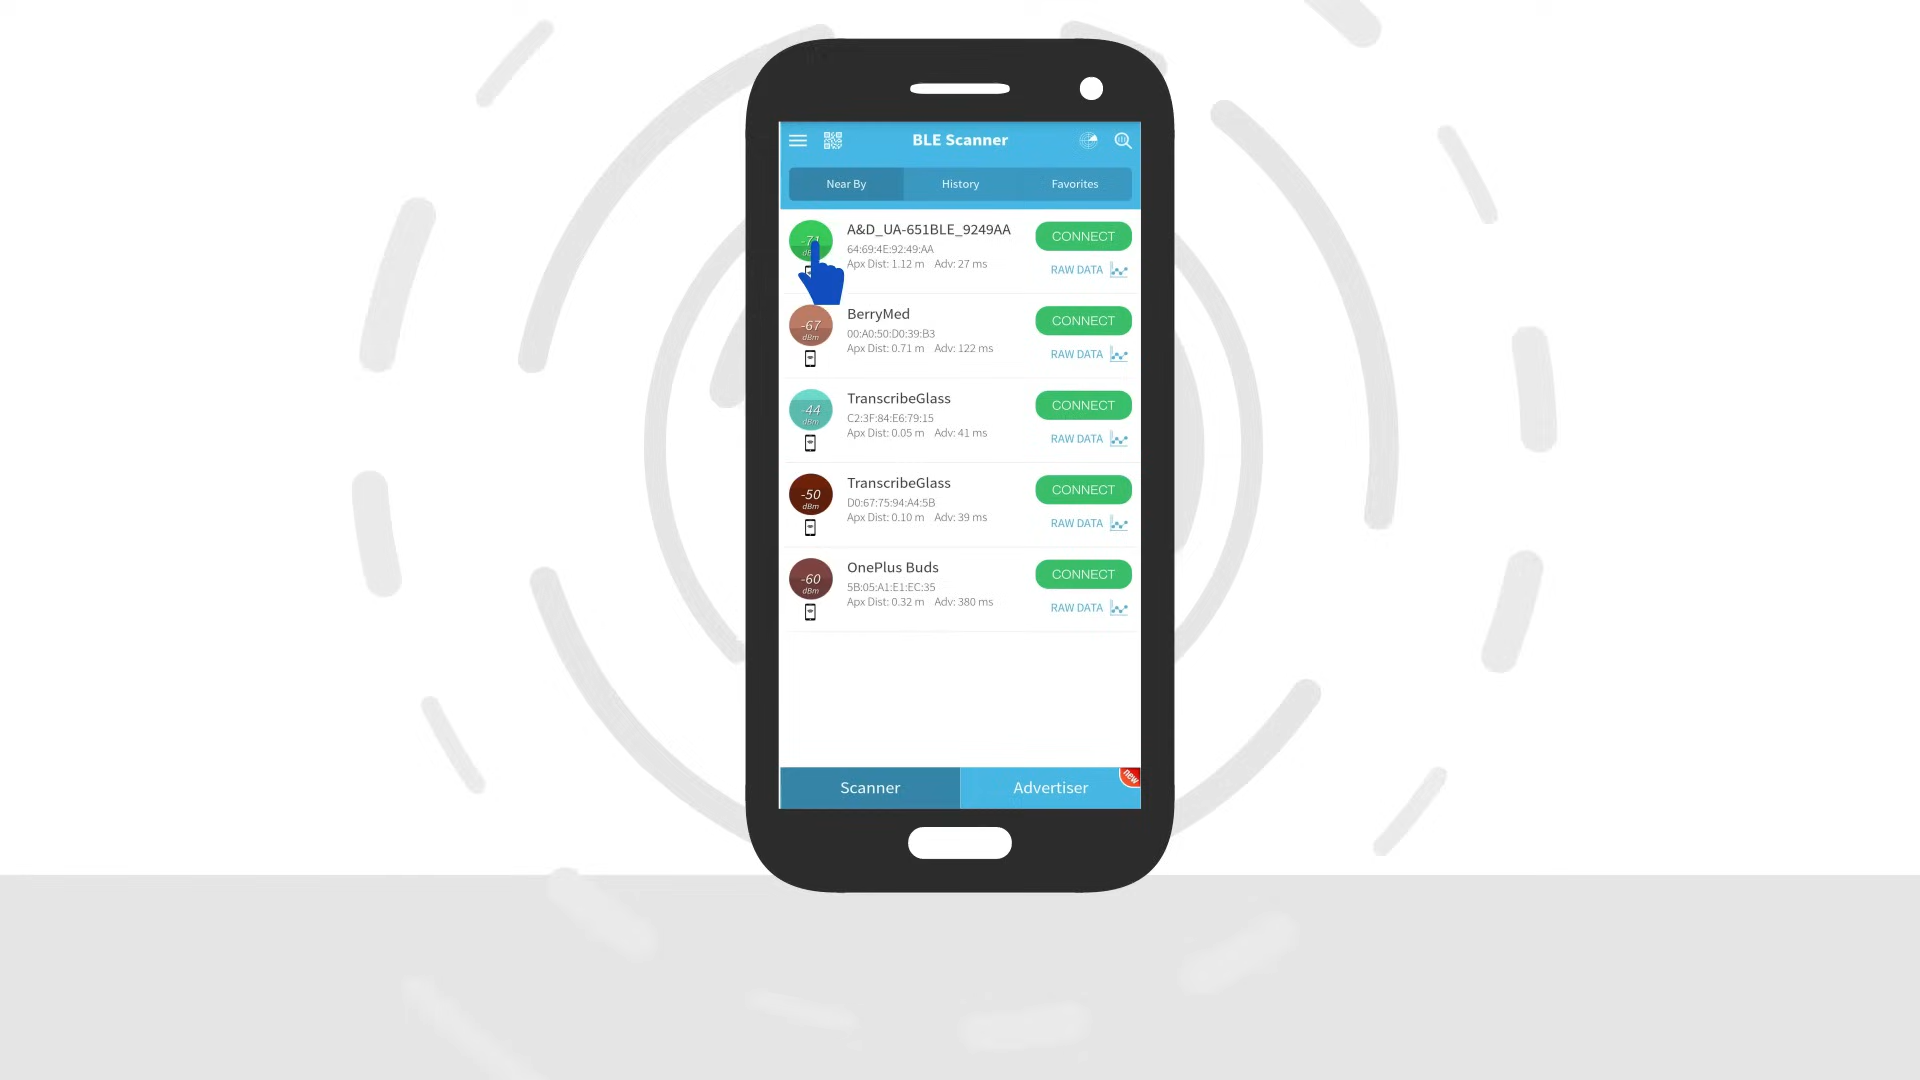 BLE Scanner
Near By History Favorites
-71
A&D_UA-651BLE_9249AA
CONNECT
64:69:4E:92:49:AA
Apx Dist: 1.12 m Adv: 27 ms
RAW DATA
-67
dBm
BerryMed
CONNECT
00:A0:50:D0:39:B3
Apx Dist: 0.71 m Adv: 122 ms
RAW DATA
-44
dBm
TranscribeGlass
CONNECT
C2:3F:84:E6:79:15
Apx Dist: 0.05 m Adv: 41 ms
RAW DATA
-50
dBm
TranscribeGlass
CONNECT
D0:67:75:94:A4:5B
Apx Dist: 0.10 m Adv: 39 ms
RAW DATA
-60
dBm
OnePlus Buds
CONNECT
5B:05:A1:E1:EC:35
Apx Dist: 0.32 m Adv: 380 ms
RAW DATA
Scanner Advertiser new